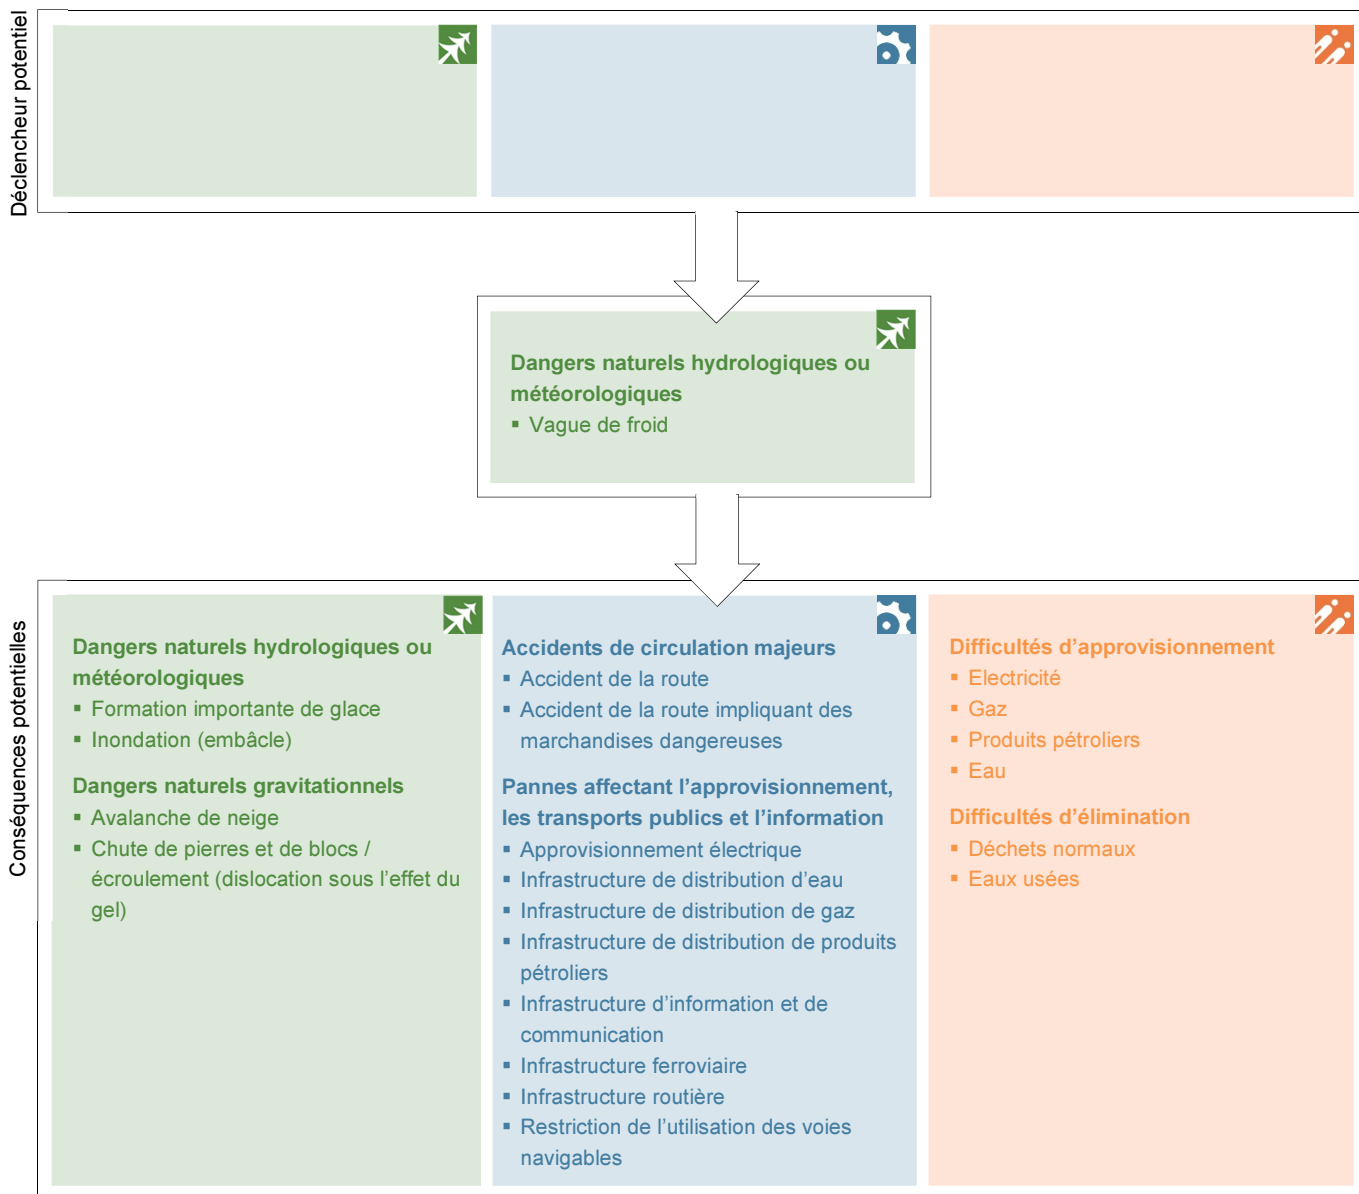 Déclencheur potentiel
Dangers naturels hydrologiques ou
météorologiques
▪ Vague de froid
Conséquences potentielles
Dangers naturels hydrologiques ou
météorologiques
▪ Formation importante de glace
▪ Inondation (embâcle)
Dangers naturels gravitationnels
▪ Avalanche de neige
▪ Chute de pierres et de blocs /
écroulement (dislocation sous l’effet du
gel)
Accidents de circulation majeurs
▪ Accident de la route
▪ Accident de la route impliquant des
marchandises dangereuses
Pannes affectant l’approvisionnement,
les transports publics et l’information
▪ Approvisionnement électrique
▪ Infrastructure de distribution d’eau
▪ Infrastructure de distribution de gaz
▪ Infrastructure de distribution de produits
pétroliers
▪ Infrastructure d’information et de
communication
▪ Infrastructure ferroviaire
▪ Infrastructure routière
▪ Restriction de l’utilisation des voies
navigables
Difficultés d’approvisionnement
▪ Electricité
▪ Gaz
▪ Produits pétroliers
▪ Eau
Difficultés d’élimination
▪ Déchets normaux
▪ Eaux usées